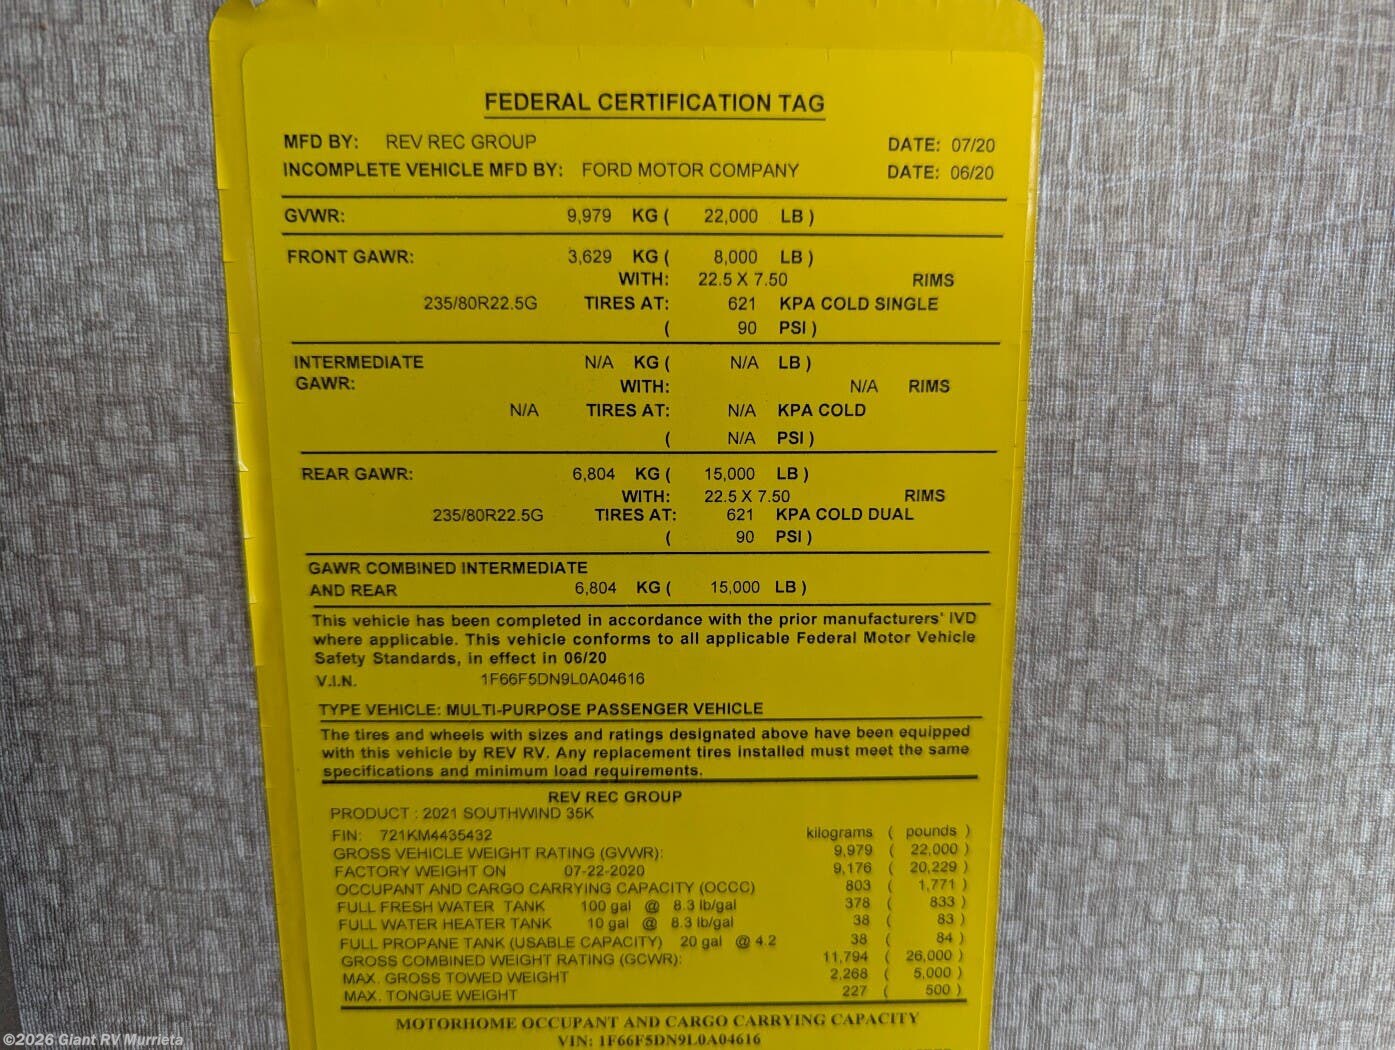 FEDERAL CERTIFICATION TAG
MFD BY: REV REC GROUP DATE: 07/20
INCOMPLETE VEHICLE MFD BY: FORD MOTOR COMPANY DATE: 06/20
GVWR: 9,979 KG ( 22,000 LB )
FRONT GAWR: 3,629 KG ( 8,000 LB )
WITH: 22.5 X 7.50 RIMS
235/80R22.5G TIRES AT: 621 KPA COLD SINGLE
( 90 PSI )
INTERMEDIATE N/A KG ( N/A LB )
GAWR: WITH: N/A RIMS
N/A TIRES AT: N/A KPA COLD
( N/A PSI )
REAR GAWR: 6,804 KG ( 15,000 LB )
WITH: 22.5 X 7.50 RIMS
235/80R22.5G TIRES AT: 621 KPA COLD DUAL
( 90 PSI )
GAWR COMBINED INTERMEDIATE
AND REAR 6,804 KG ( 15,000 LB )
This vehicle has been completed in accordance with the prior manufacturers' IVD
where applicable. This vehicle conforms to all applicable Federal Motor Vehicle
Safety Standards, in effect in 06/20
V.I.N. 1F66F5DN9L0A04616
TYPE VEHICLE: MULTI-PURPOSE PASSENGER VEHICLE
The tires and wheels with sizes and ratings designated above have been equipped
with this vehicle by REV RV. Any replacement tires installed must meet the same
specifications and minimum load requirements.
REV REC GROUP
PRODUCT : 2021 SOUTHWIND 35K
FIN: 721KM4435432 kilograms ( pounds )
GROSS VEHICLE WEIGHT RATING (GVWR): 9,979 ( 22,000 )
FACTORY WEIGHT ON 07-22-2020 9,176 ( 20,229 )
OCCUPANT AND CARGO CARRYING CAPACITY (OCCC) 803 ( 1,771 )
FULL FRESH WATER TANK 100 gal @ 8.3 lb/gal 378 ( 833 )
FULL WATER HEATER TANK 10 gal @ 8.3 lb/gal 38 ( 83 )
FULL PROPANE TANK (USABLE CAPACITY) 20 gal @ 4.2 38 ( 84 )
GROSS COMBINED WEIGHT RATING (GCWR): 11,794 ( 26,000 )
MAX. GROSS TOWED WEIGHT 2,268 ( 5,000 )
MAX. TONGUE WEIGHT 227 ( 500 )
MOTORHOME OCCUPANT AND CARGO CARRYING CAPACITY
VIN: 1F66F5DN9L0A04616
©2026 Giant RV Murrieta